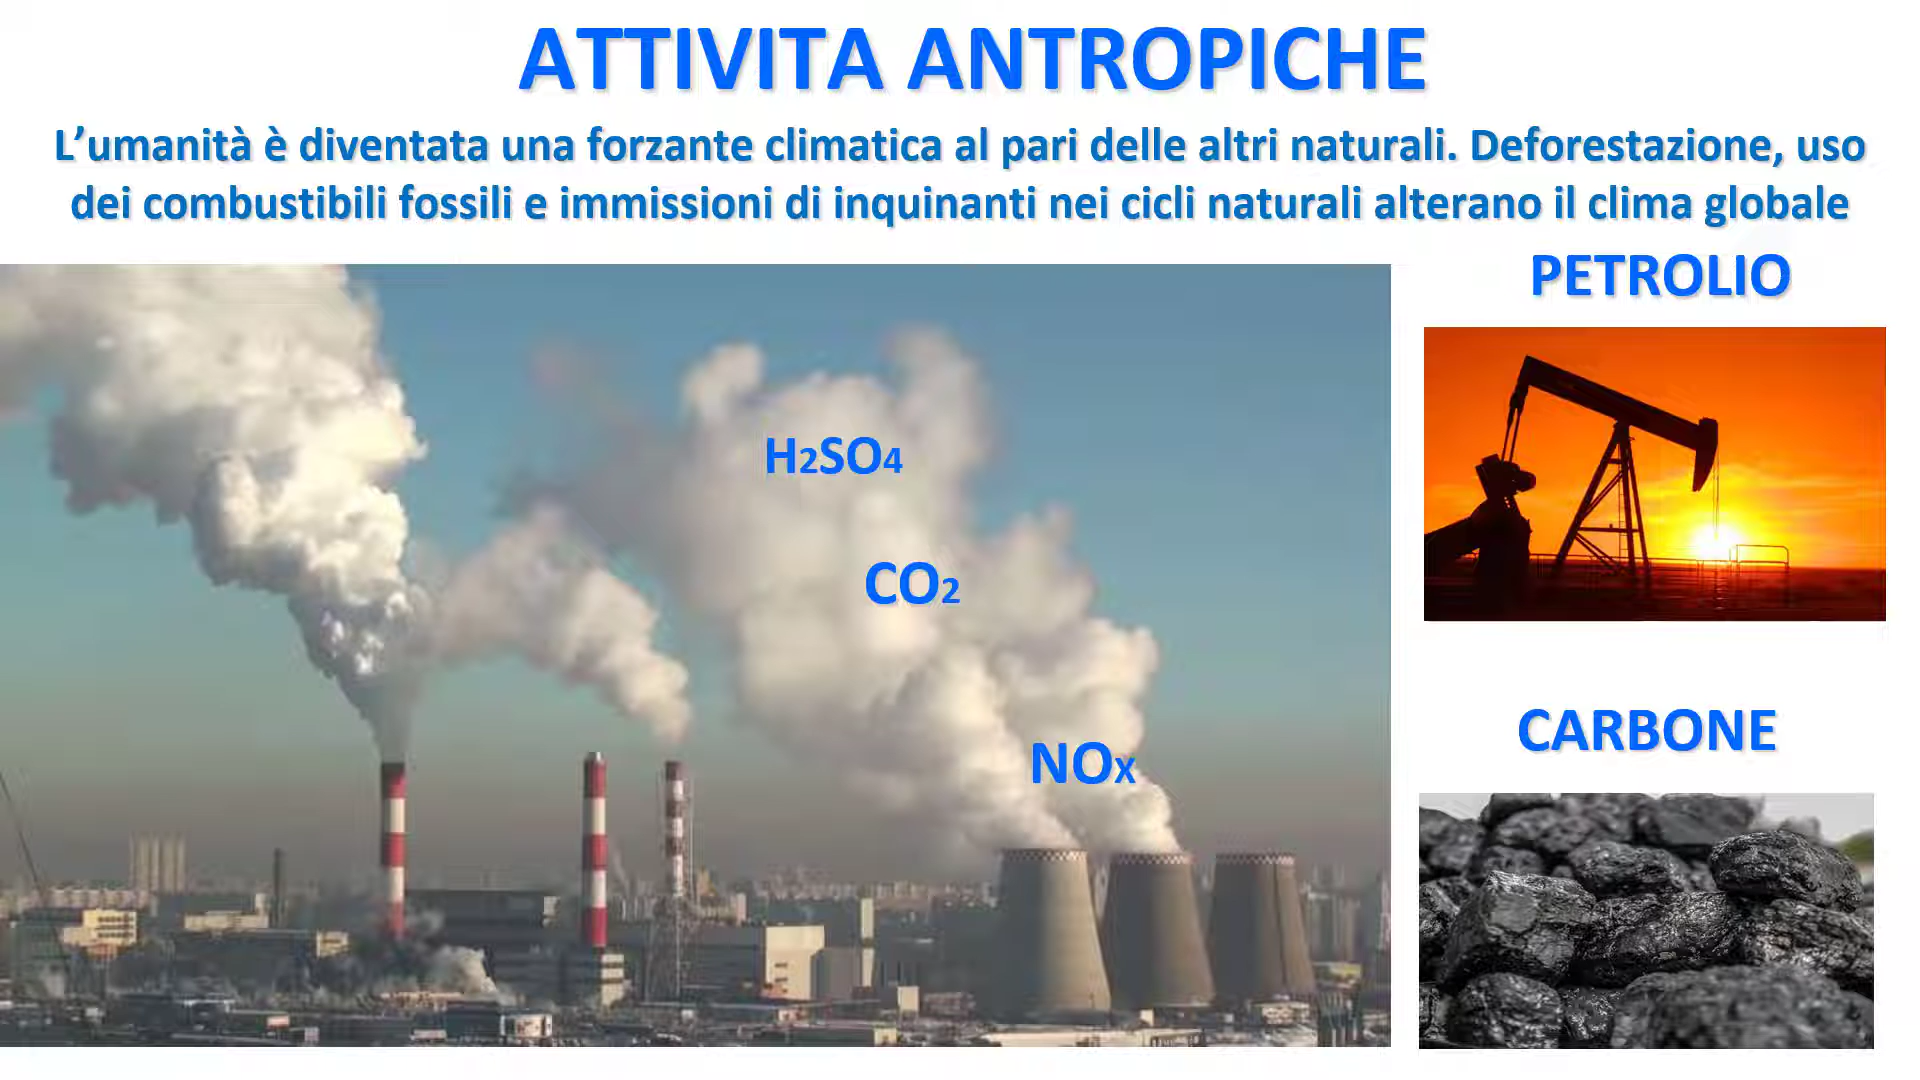 ATTIVITA ANTROPICHE
L’umanità è diventata una forzante climatica al pari delle altri naturali. Deforestazione, uso
dei combustibili fossili e immissioni di inquinanti nei cicli naturali alterano il clima globale
PETROLIO
H2SO4
CO2
CARBONE
NOX